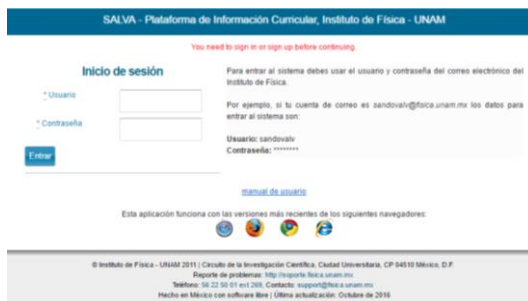 SALVA - Plataforma de Información Curricular, Instituto de Física - UNAM
You need to sign in or sign up before continuing.
Inicio de sesión
* Usuario
* Contraseña
Entrar
Para entrar al sistema debes usar el usuario y contraseña del correo electrónico del
Instituto de Física.
Por ejemplo, si tu cuenta de correo es sandovalv@fisica.unam.mx los datos para
entrar al sistema son:
Usuario: sandovalv
Contraseña: ********
manual de usuario
Esta aplicación funciona con las versiones más recientes de los siguientes navegadores:
© Instituto de Física - UNAM 2011 | Circuito de la Investigación Científica, Ciudad Universitaria, CP 04510 México, D.F.
Reporte de problemas: http://soporte.fisica.unam.mx
Teléfono: 56 22 50 01 ext 269, Contacto: support@fisica.unam.mx
Hecho en México con software libre | Última actualización: Octubre de 2016